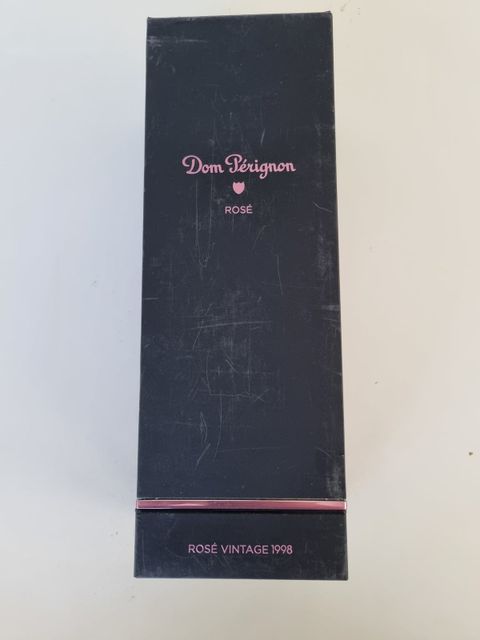 Dom Pérignon
ROSÉ
ROSÉ VINTAGE 1998